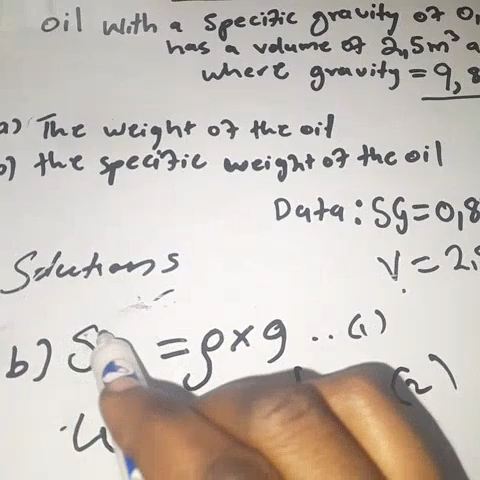 oil with a specific gravity of 0,
has a volume of 2,5m³ a
where gravity = 9,8
a) The weight of the oil
b) the specific weight of the oil
Data: SG = 0,8
Solutions
V = 2,
b) S = ρ x g .. (1)
(2)